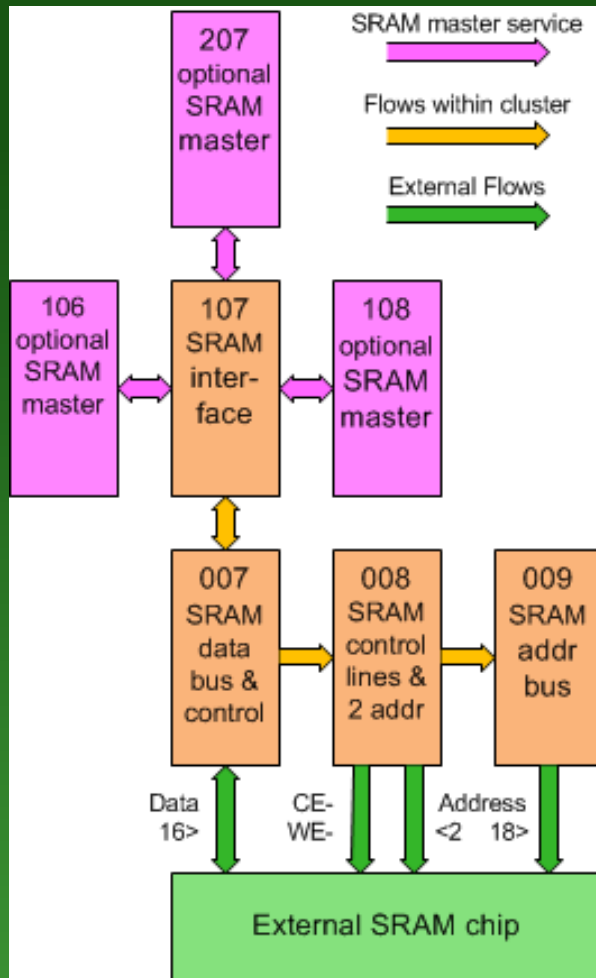 207
optional
SRAM
master
SRAM master service
Flows within cluster
External Flows
106
optional
SRAM
master
107
SRAM
inter-
face
108
optional
SRAM
master
007
SRAM
data
bus &
control
008
SRAM
control
lines &
2 addr
009
SRAM
addr
bus
Data
16>
CE-
WE-
Address
<2 18>
External SRAM chip